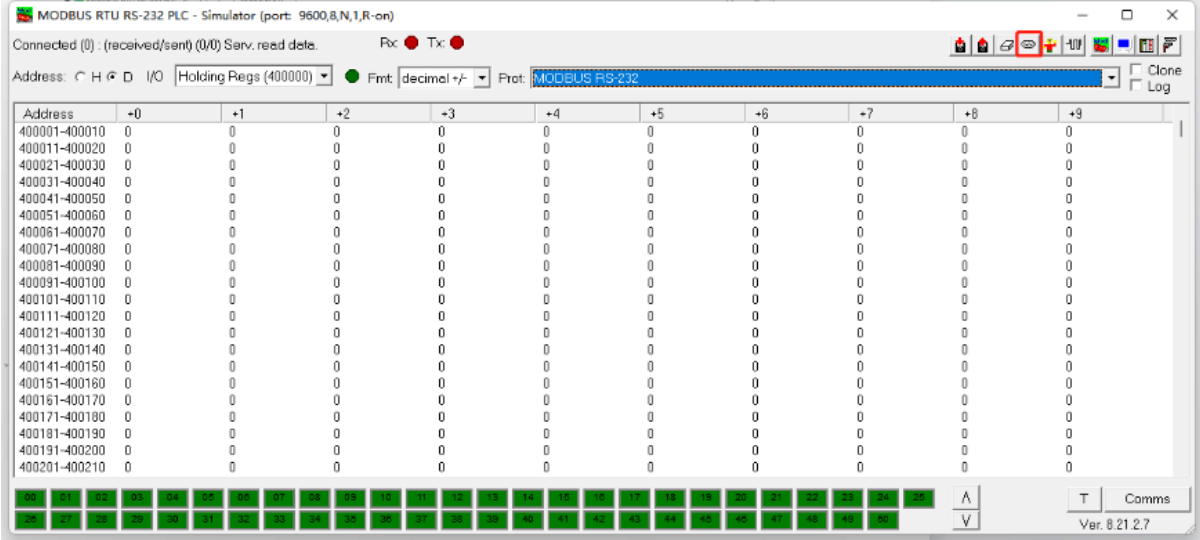 MODBUS RTU RS-232 PLC - Simulator (port: 9600,8,N,1,R-on)
Connected (0) : (received/sent) (0/0) Serv. read data. Rx: Tx:
Address: H D I/O Holding Regs (400000) Fmt: decimal +/- Prot: MODBUS RS-232 Clone
Log
Address +0 +1 +2 +3 +4 +5 +6 +7 +8 +9
400001-400010 0 0 0 0 0 0 0 0 0 0
400011-400020 0 0 0 0 0 0 0 0 0 0
400021-400030 0 0 0 0 0 0 0 0 0 0
400031-400040 0 0 0 0 0 0 0 0 0 0
400041-400050 0 0 0 0 0 0 0 0 0 0
400051-400060 0 0 0 0 0 0 0 0 0 0
400061-400070 0 0 0 0 0 0 0 0 0 0
400071-400080 0 0 0 0 0 0 0 0 0 0
400081-400090 0 0 0 0 0 0 0 0 0 0
400091-400100 0 0 0 0 0 0 0 0 0 0
400101-400110 0 0 0 0 0 0 0 0 0 0
400111-400120 0 0 0 0 0 0 0 0 0 0
400121-400130 0 0 0 0 0 0 0 0 0 0
400131-400140 0 0 0 0 0 0 0 0 0 0
400141-400150 0 0 0 0 0 0 0 0 0 0
400151-400160 0 0 0 0 0 0 0 0 0 0
400161-400170 0 0 0 0 0 0 0 0 0 0
400171-400180 0 0 0 0 0 0 0 0 0 0
400181-400190 0 0 0 0 0 0 0 0 0 0
400191-400200 0 0 0 0 0 0 0 0 0 0
400201-400210 0 0 0 0 0 0 0 0 0 0
00 01 02 03 04 05 06 07 08 09 10 11 12 13 14 15 16 17 18 19 20 21 22 23 24 25 T Comms
26 27 28 29 30 31 32 33 34 35 36 37 38 39 40 41 42 43 44 45 46 47 48 49 50 Ver. 8.21.2.7